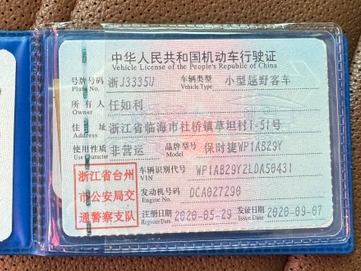 中华人民共和国机动车行驶证
Vehicle License of the People's Republic of China
号牌号码 浙J3335U 车辆类型 小型越野客车
Plate No. Vehicle Type
所有人 任如利
Owner
住址 浙江省临海市杜桥镇草坦村1-51号
Address
使用性质 非营运 品牌型号 保时捷WP1AB29Y
Use Character Model
浙江省台州 车辆识别代号 WP1AB29Y2LDA50431
VIN
市公安局交 发动机号码 DCA027290
Engine No.
通警察支队 注册日期 2020-05-29 发证日期 2020-09-07
Register Date Issue Date